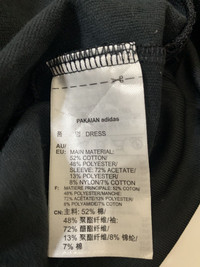 PAKAIAN adidas
DRESS
AU/
EU: MAIN MATERIAL:
52% COTTON/
48% POLYESTER/
SLEEVE: 72% ACETATE/
13% POLYESTER/
8% NYLON/7% COTTON
F: MATIERE PRINCIPALE: 52% COTON/
48% POLYESTER/MANCHE:
72% ACETATE/13% POLYESTER/
8% POLYAMIDE/7% COTON
CN: 主料: 52% 棉/
48% 聚酯纤维/袖:
72% 醋酯纤维/
13% 聚酯纤维/8% 锦纶/
7% 棉